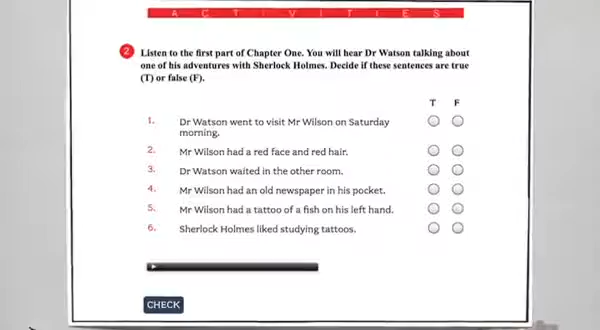 ACTIVITIES
2 Listen to the first part of Chapter One. You will hear Dr Watson talking about
one of his adventures with Sherlock Holmes. Decide if these sentences are true
(T) or false (F).
T F
1. Dr Watson went to visit Mr Wilson on Saturday
morning.
2. Mr Wilson had a red face and red hair.
3. Dr Watson waited in the other room.
4. Mr Wilson had an old newspaper in his pocket.
5. Mr Wilson had a tattoo of a fish on his left hand.
6. Sherlock Holmes liked studying tattoos.
CHECK